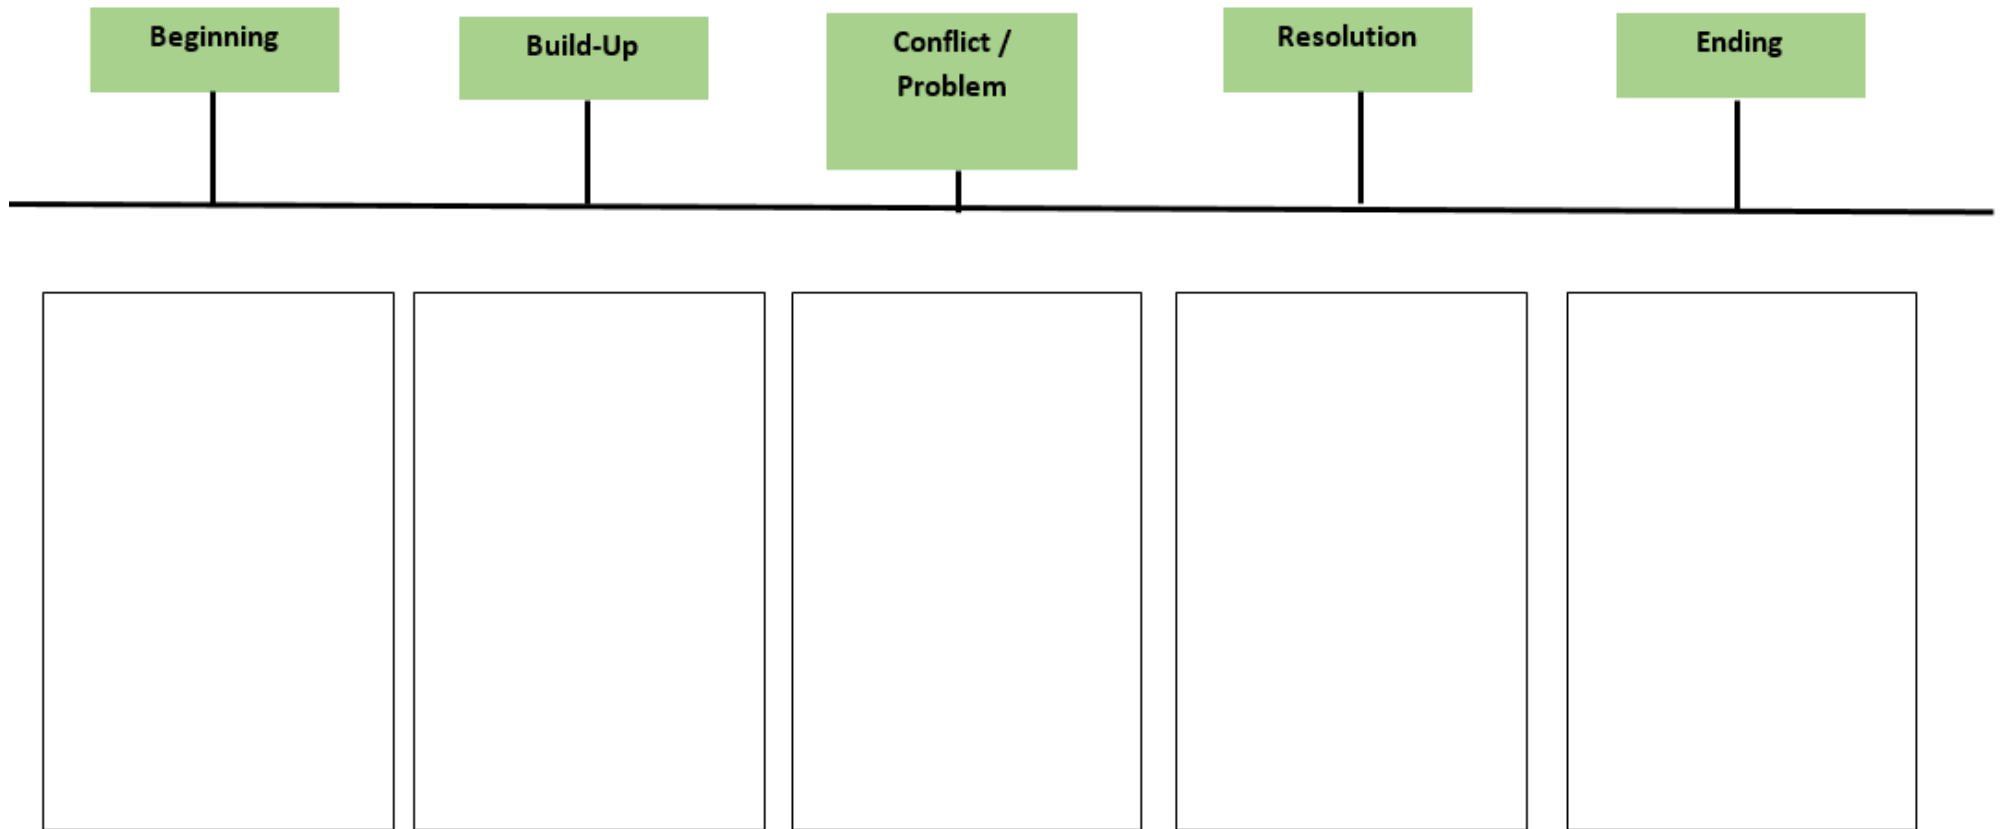 Beginning
Build-Up
Conflict /
Problem
Resolution
Ending